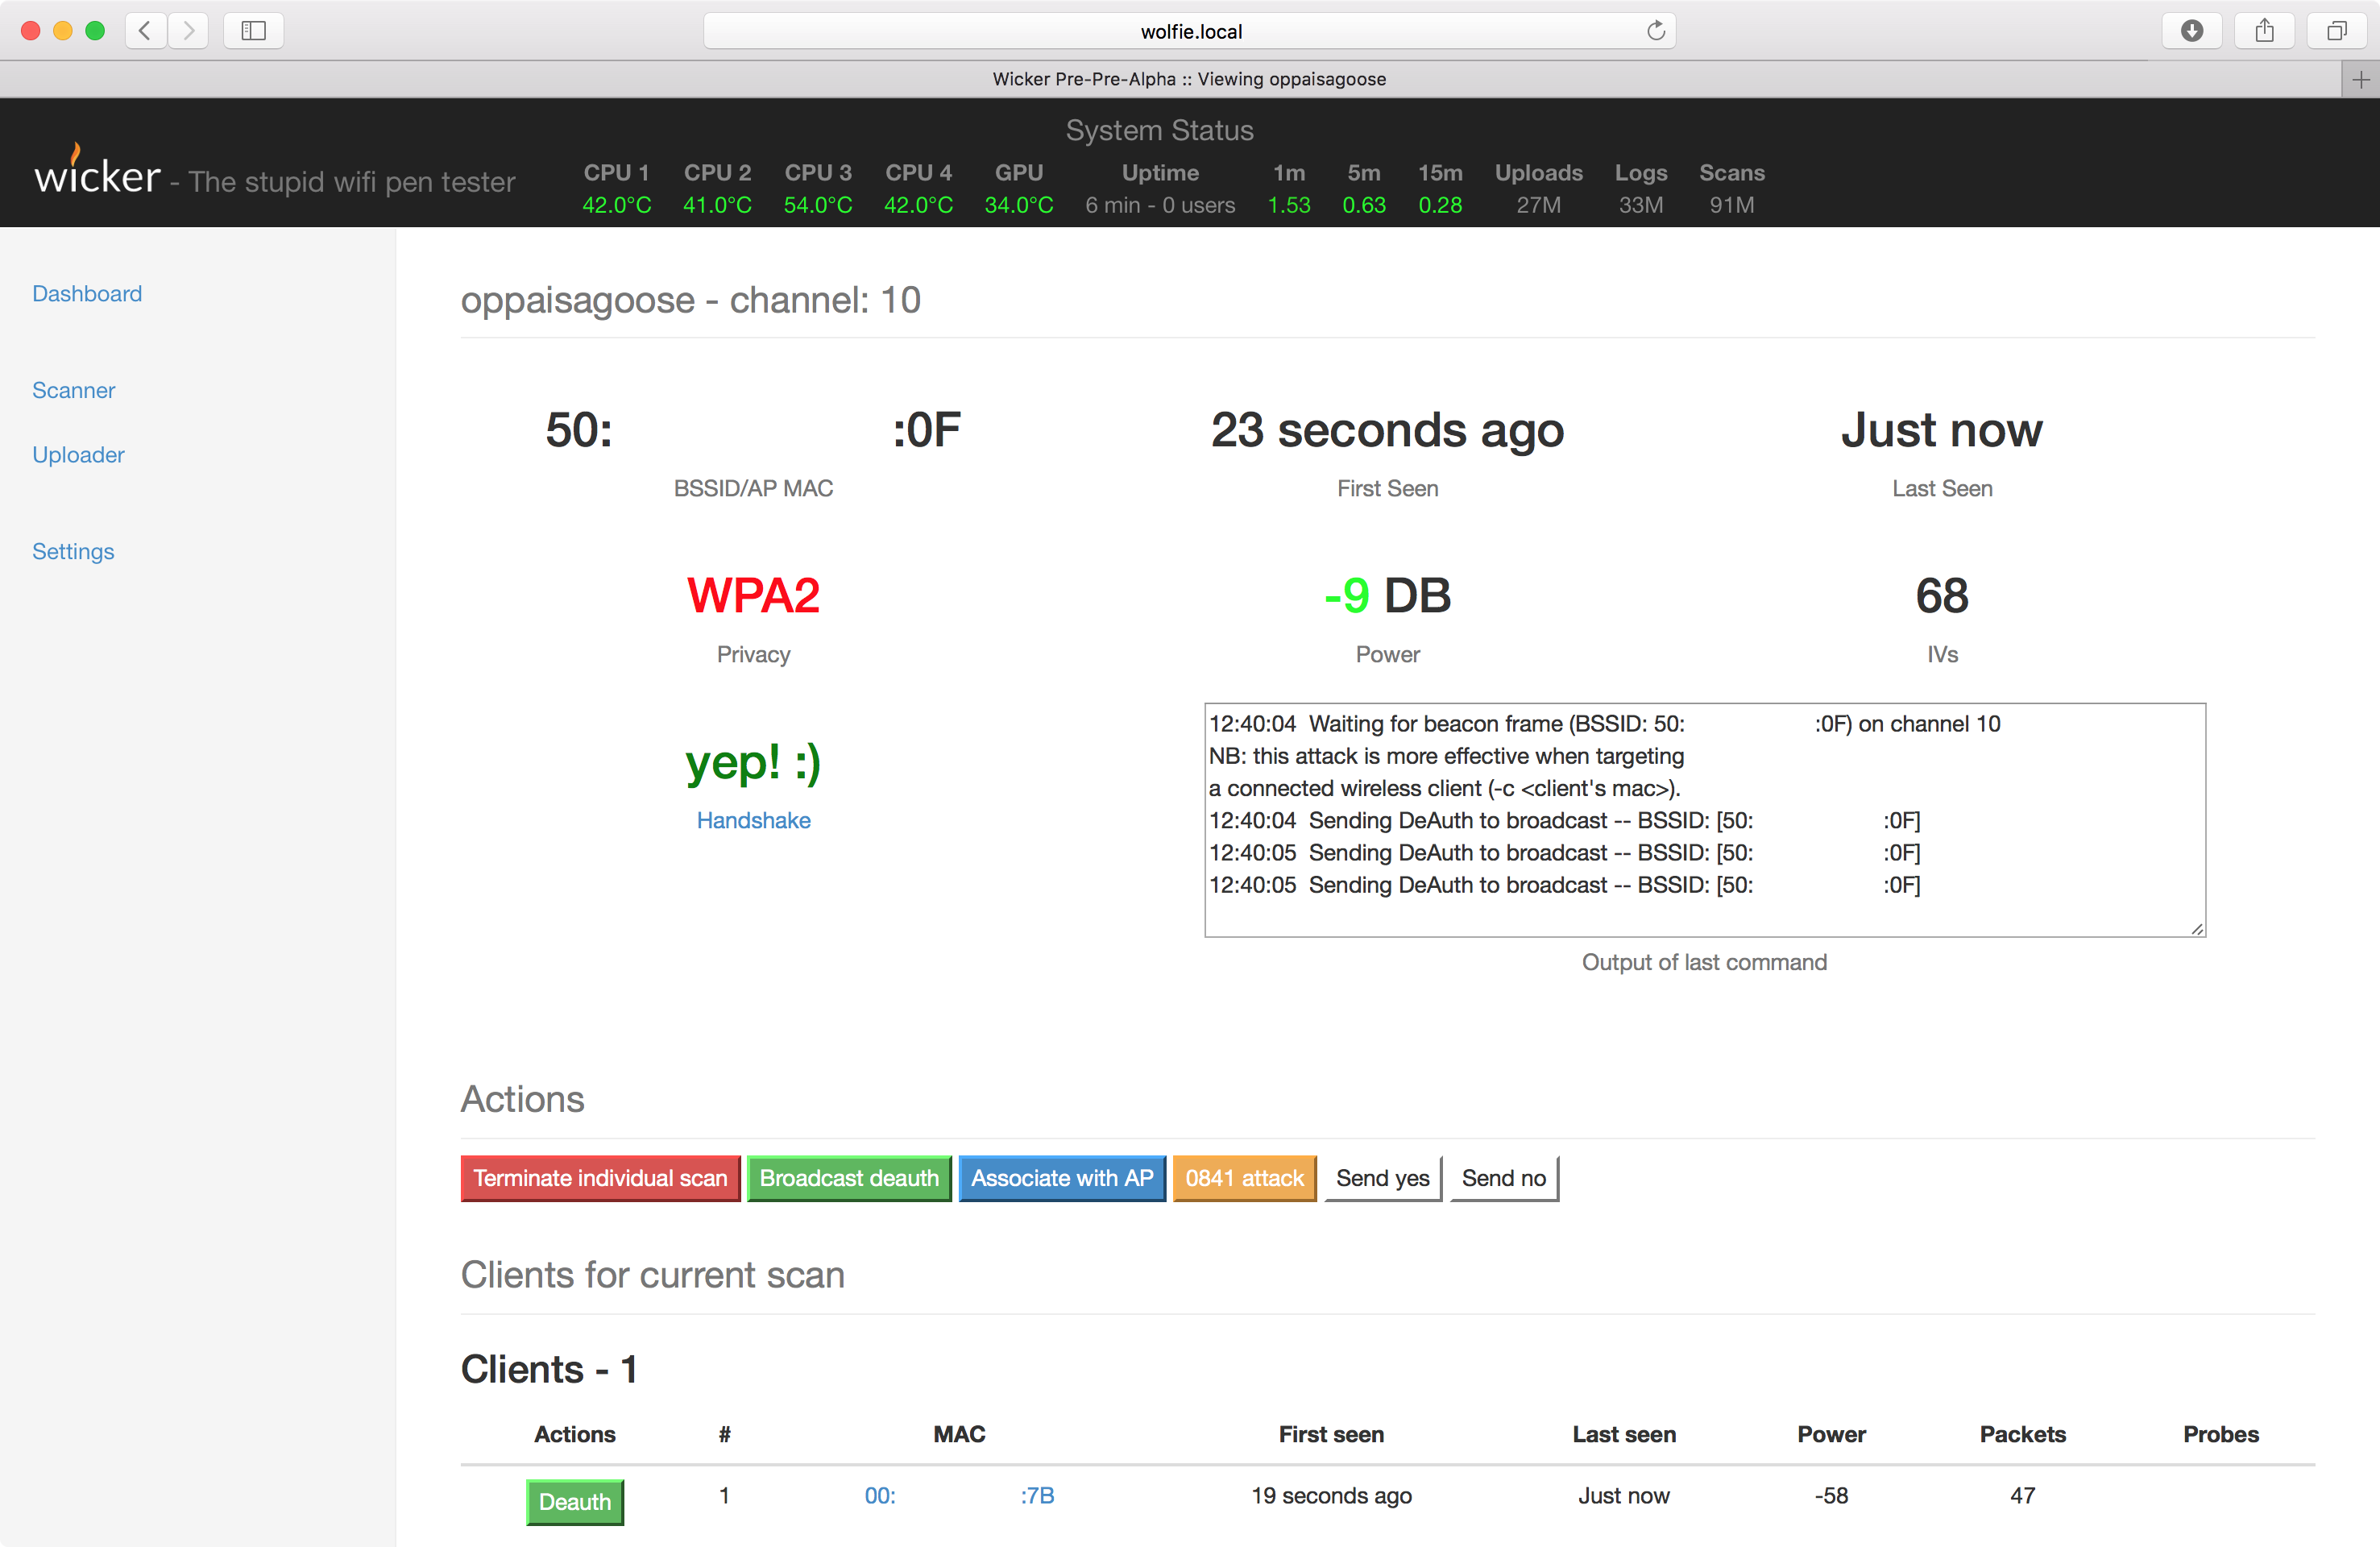 wolfie.local
Wicker Pre-Pre-Alpha :: Viewing oppaisagoose
wicker - The stupid wifi pen tester
System Status
CPU 1 CPU 2 CPU 3 CPU 4 GPU Uptime 1m 5m 15m Uploads Logs Scans
42.0°C 41.0°C 54.0°C 42.0°C 34.0°C 6 min - 0 users 1.53 0.63 0.28 27M 33M 91M
Dashboard
Scanner
Uploader
Settings
oppaisagoose - channel: 10
50: :0F
BSSID/AP MAC
23 seconds ago
First Seen
Just now
Last Seen
WPA2
Privacy
-9 DB
Power
68
IVs
yep! :)
Handshake
12:40:04 Waiting for beacon frame (BSSID: 50: :0F) on channel 10
NB: this attack is more effective when targeting
a connected wireless client (-c <client's mac>).
12:40:04 Sending DeAuth to broadcast -- BSSID: [50: :0F]
12:40:05 Sending DeAuth to broadcast -- BSSID: [50: :0F]
12:40:05 Sending DeAuth to broadcast -- BSSID: [50: :0F]
Output of last command
Actions
Terminate individual scan Broadcast deauth Associate with AP 0841 attack Send yes Send no
Clients for current scan
Clients - 1
Actions # MAC First seen Last seen Power Packets Probes
Deauth 1 00: :7B 19 seconds ago Just now -58 47